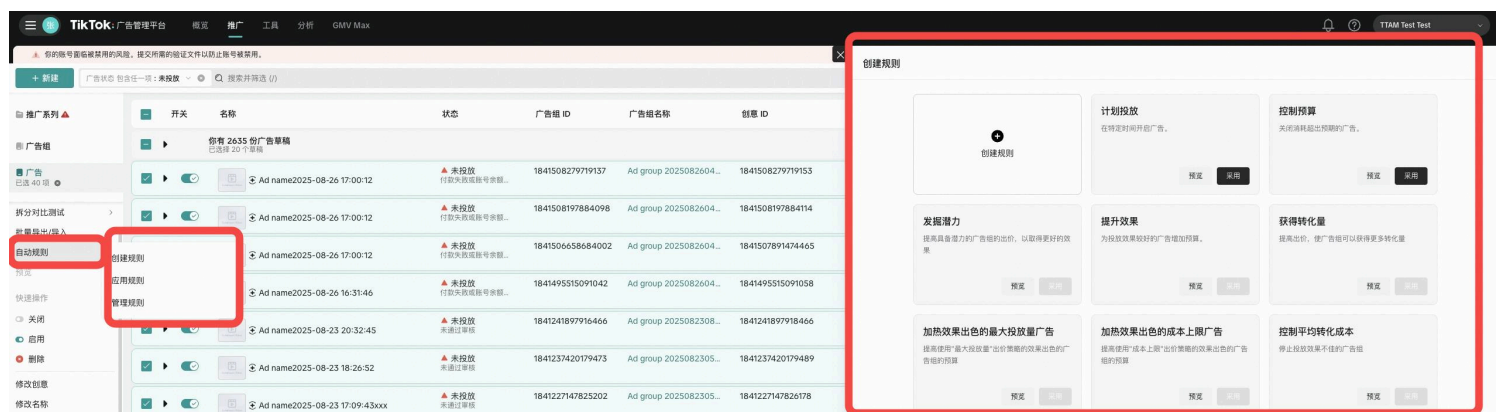 张 TikTok: 广告管理平台 概览 推广 工具 分析 GMV Max TTAM Test Test
你的账号面临被禁用的风险。提交所需的验证文件以防止账号被禁用。
+ 新建 广告状态 包含任一项：未投放 搜索并筛选 (/)
推广系列
广告组
广告
已选 40 项
拆分对比测试
批量导出/导入
自动规则
预览
快速操作
关闭
启用
删除
修改创意
修改名称
创建规则
应用规则
管理规则
开关 名称 状态 广告组 ID 广告组名称 创意 ID
你有 2635 份广告草稿
已选择 20 个草稿
Ad name2025-08-26 17:00:12 未投放 1841508279719137 Ad group 2025082604... 1841508279719153
付款失败或账号余额...
Ad name2025-08-26 17:00:12 未投放 1841508197884098 Ad group 2025082604... 1841508197884114
付款失败或账号余额...
Ad name2025-08-26 17:00:12 未投放 1841506658684002 Ad group 2025082604... 1841507891474465
付款失败或账号余额...
Ad name2025-08-26 16:31:46 未投放 1841495515091042 Ad group 2025082604... 1841495515091058
付款失败或账号余额...
Ad name2025-08-23 20:32:45 未投放 1841241897916466 Ad group 2025082308... 1841241897918466
未通过审核
Ad name2025-08-23 18:26:52 未投放 1841237420179473 Ad group 2025082305... 1841237420179489
未通过审核
Ad name2025-08-23 17:09:43xxx 未投放 1841227147825202 Ad group 2025082305... 1841227147826178
未通过审核
创建规则
创建规则
计划投放
在特定时间开启广告。
预览 采用
控制预算
关闭消耗超出预期的广告。
预览 采用
发掘潜力
提高具备潜力的广告组的出价，以取得更好的效
果
预览 采用
提升效果
为投放效果较好的广告增加预算。
预览 采用
获得转化量
提高出价，使广告组可以获得更多转化量
预览 采用
加热效果出色的最大投放量广告
提高使用"最大投放量"出价策略的效果出色的广
告组的预算
预览 采用
加热效果出色的成本上限广告
提高使用"成本上限"出价策略的效果出色的广告
组的预算
预览 采用
控制平均转化成本
停止投放效果不佳的广告组
预览 采用